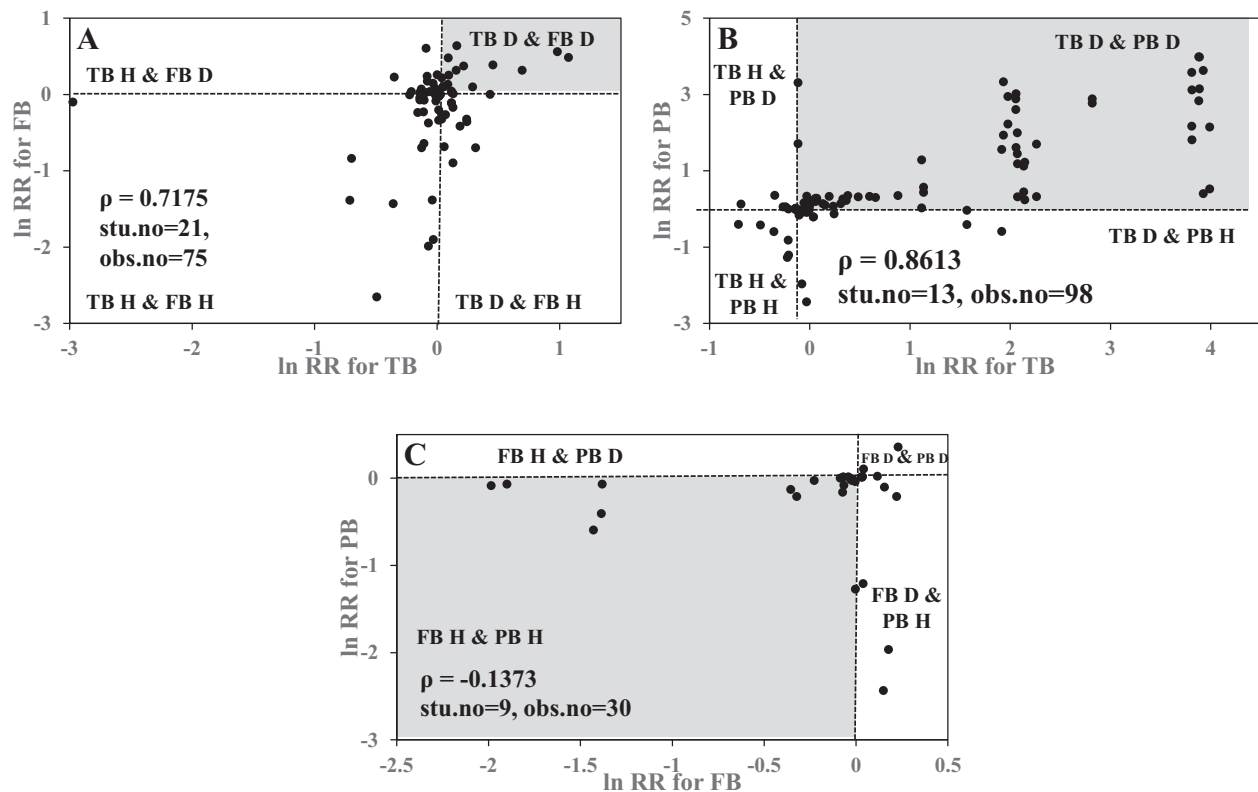 A
TB H & FB D
TB D & FB D
ρ = 0.7175
stu.no=21,
obs.no=75
TB H & FB H
TB D & FB H
ln RR for FB
1
0
-1
-2
-3
-3
-1
0
1
ln RR for TB
B
TB H &
PB D
TB D & PB D
TB D & PB H
TB H &
PB H
ρ = 0.8613
stu.no=13, obs.no=98
ln RR for PB
5
3
1
-1
-3
-1
0
1
2
3
4
ln RR for TB
C
FB H & PB D
FB D & PB D
FB D &
PB H
FB H & PB H
ρ = -0.1373
stu.no=9, obs.no=30
ln RR for PB
0
-1
-2
-3
-2.5
-2
-1.5
-1
-0.5
0
0.5
ln RR for FB